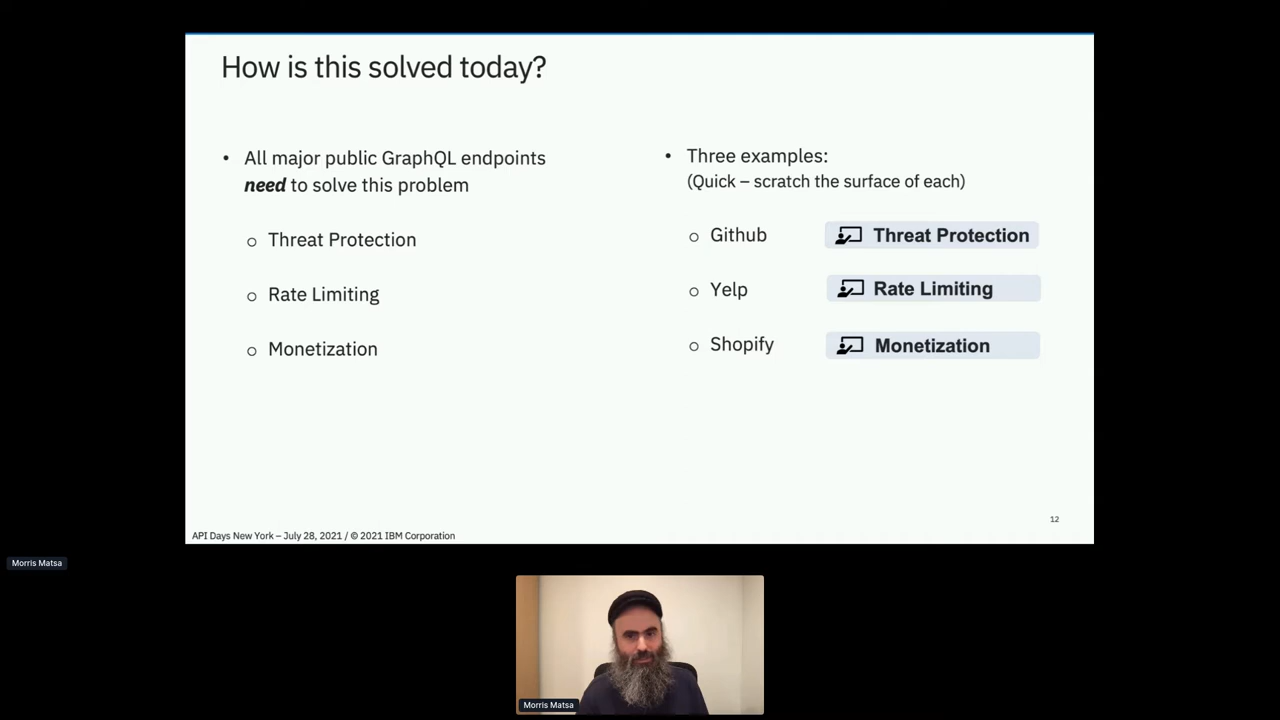 How is this solved today?
• All major public GraphQL endpoints
need to solve this problem
○ Threat Protection
○ Rate Limiting
○ Monetization
• Three examples:
(Quick – scratch the surface of each)
○ Github
Threat Protection
○ Yelp
Rate Limiting
○ Shopify
Monetization
12
API Days New York – July 28, 2021 / © 2021 IBM Corporation
Morris Matsa
Morris Matsa